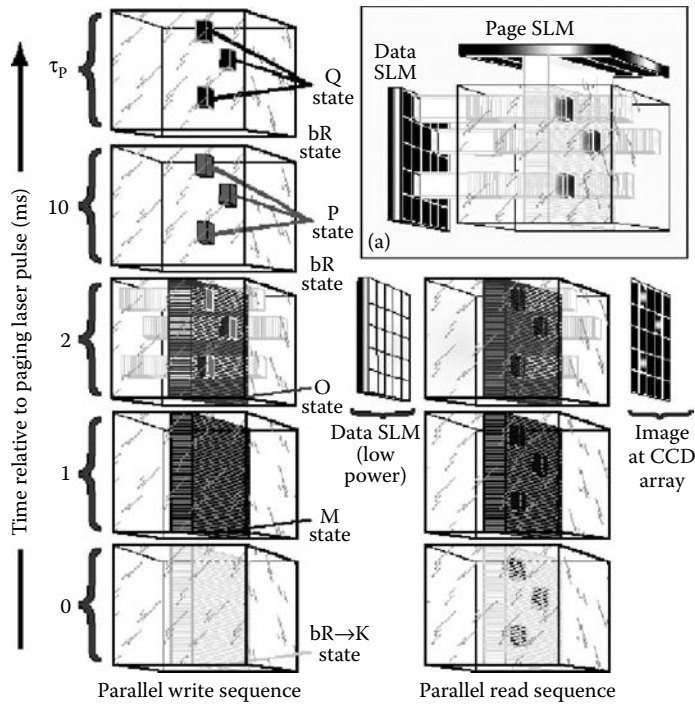 Time relative to paging laser pulse (ms)
τP
10
2
1
0
Q
state
bR
state
P
state
bR
state
O
state
M
state
bR→K
state
Parallel write sequence
Page SLM
Data
SLM
(a)
Data SLM
(low
power)
Image
at CCD
array
Parallel read sequence